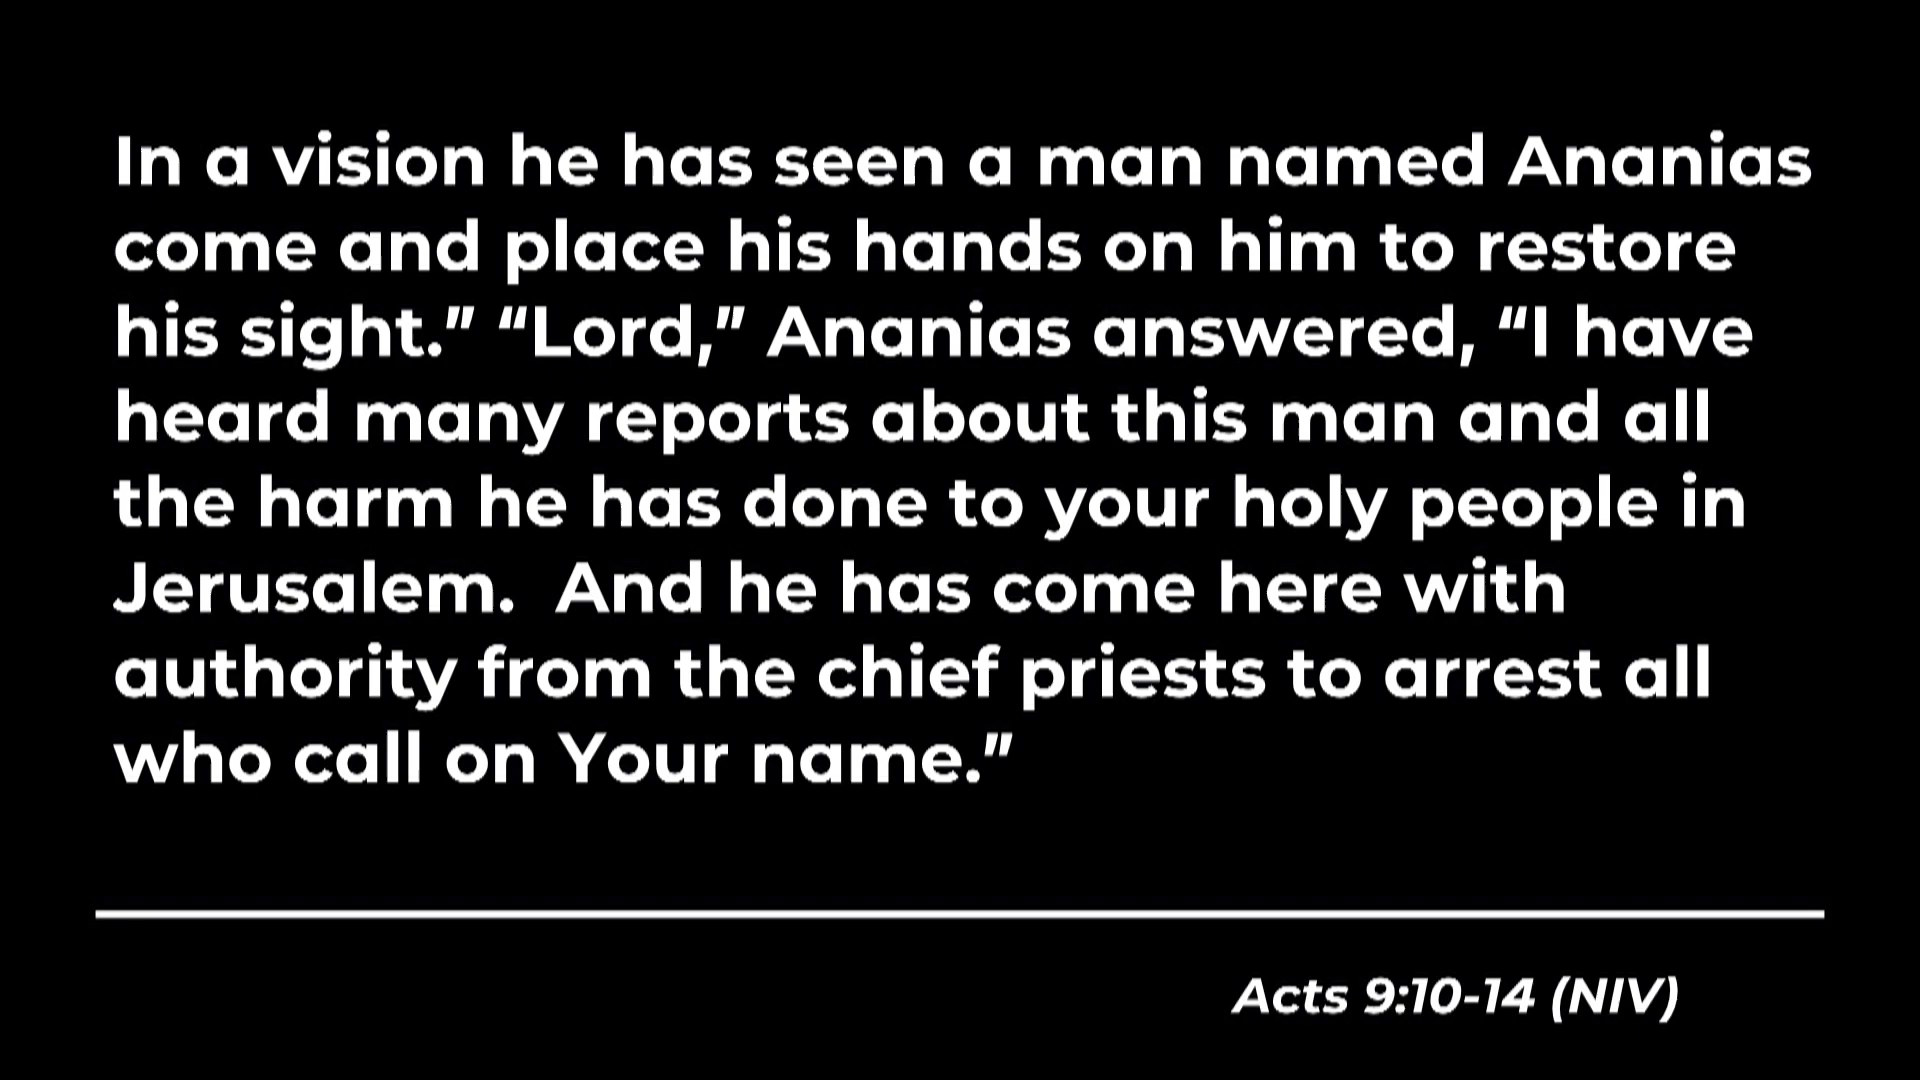 In a vision he has seen a man named Ananias
come and place his hands on him to restore
his sight.” “Lord,” Ananias answered, “I have
heard many reports about this man and all
the harm he has done to your holy people in
Jerusalem.  And he has come here with
authority from the chief priests to arrest all
who call on Your name.”
Acts 9:10-14 (NIV)